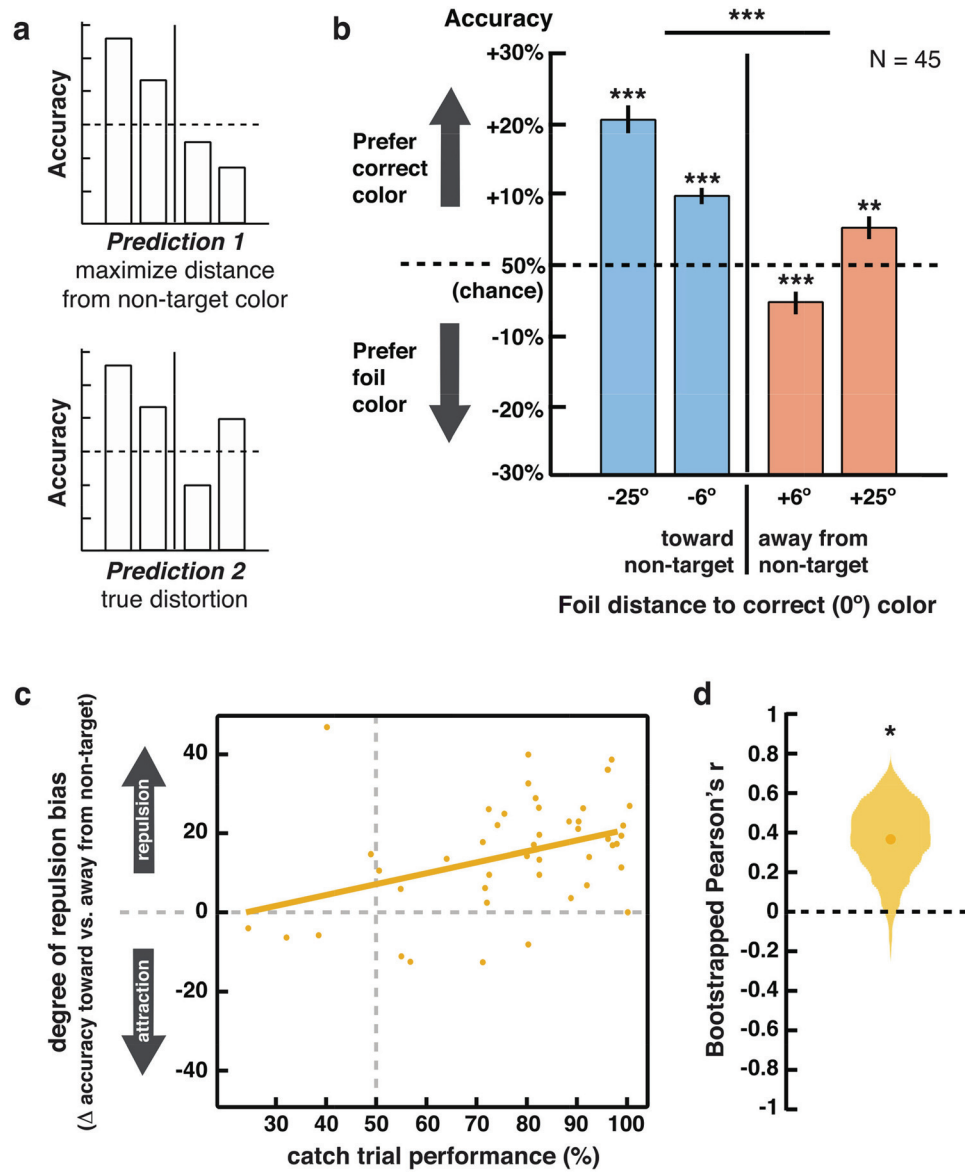 a
Accuracy
Prediction 1
maximize distance
from non-target color
Accuracy
Prediction 2
true distortion
b
Accuracy
***
N = 45
+30%
+20%
+10%
50%
(chance)
-10%
-20%
-30%
Prefer
correct
color
Prefer
foil
color
***
***
***
**
-25º
-6º
+6º
+25º
toward
non-target
away from
non-target
Foil distance to correct (0º) color
c
degree of repulsion bias
(Δ accuracy toward vs. away from non-target)
repulsion
attraction
40
20
0
-20
-40
30 40 50 60 70 80 90 100
catch trial performance (%)
d
Bootstrapped Pearson's r
*
1
0.8
0.6
0.4
0.2
0
-0.2
-0.4
-0.6
-0.8
-1